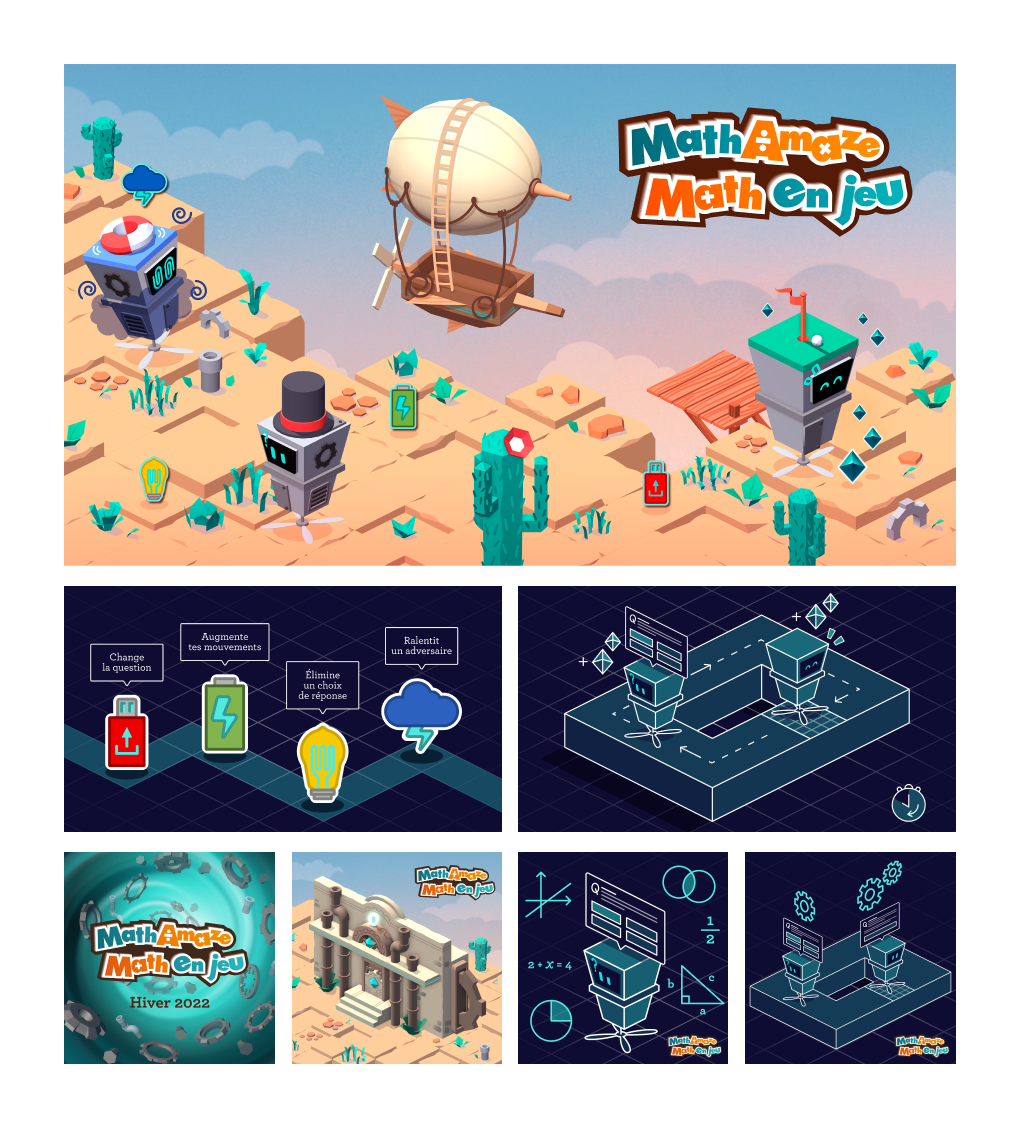 MathAmaze
Math en jeu
Change
la question
Augmente
tes mouvements
Élimine
un choix
de réponse
Ralentit
un adversaire
Q
+
+
MathAmaze
Math en jeu
Hiver 2022
MathAmaze
Math en jeu
Q
1
2
2 + x = 4
b
c
a
MathAmaze
Math en jeu
Q
Q
MathAmaze
Math en jeu